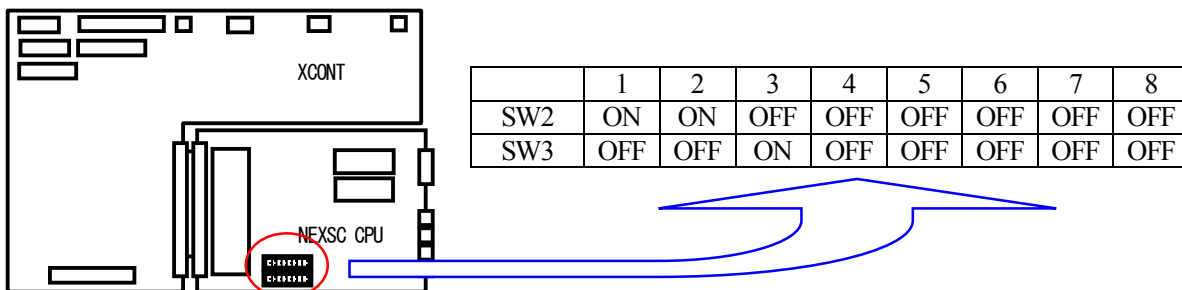 XCONT
NEXSC CPU
1 2 3 4 5 6 7 8
SW2 ON ON OFF OFF OFF OFF OFF OFF
SW3 OFF OFF ON OFF OFF OFF OFF OFF